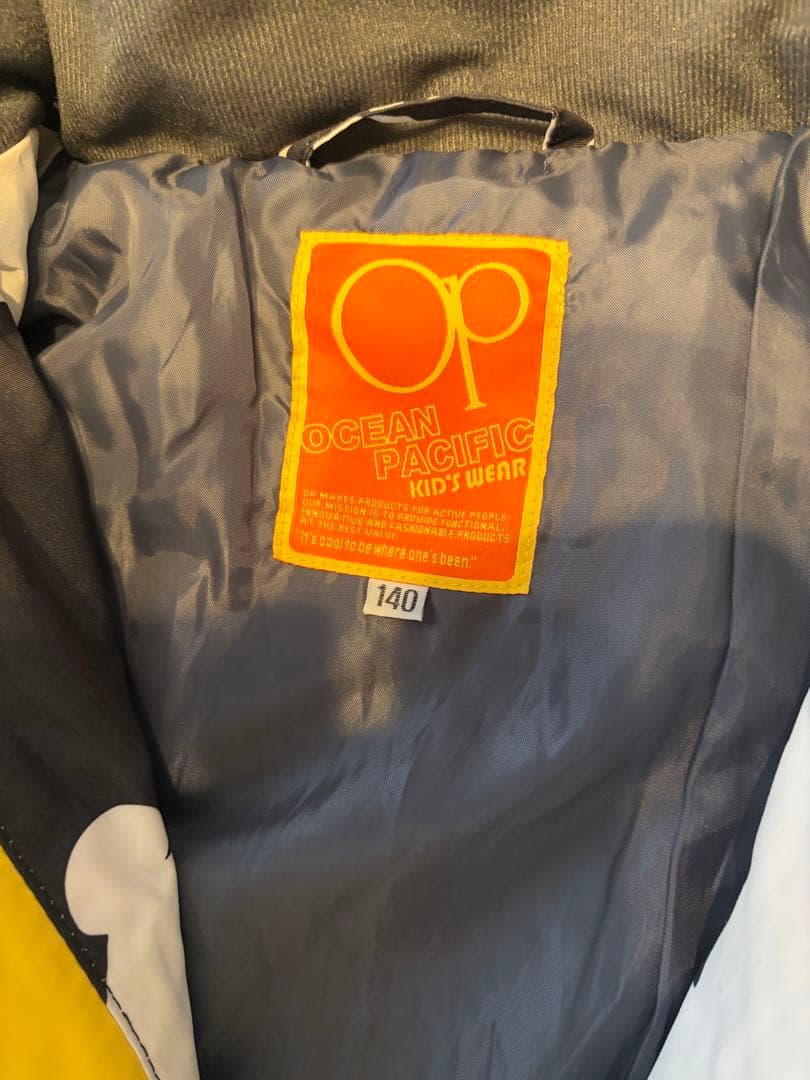 Op
OCEAN
PACIFIC
KID'S WEAR
OP MAKES PRODUCTS FOR ACTIVE PEOPLE.
OUR MISSION IS TO PROVIDE FUNCTIONAL,
INNOVATIVE AND FASHIONABLE PRODUCTS
AT THE BEST VALUE
"It's cool to be where one's been."
140